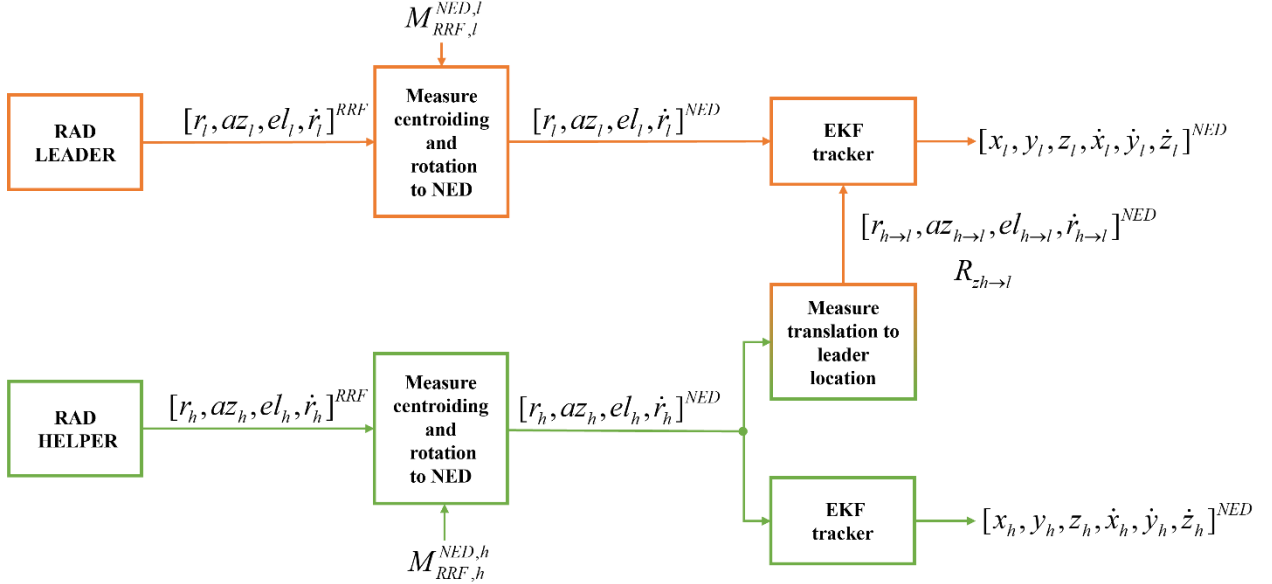 M_{RRF,l}^{NED,l}
RAD
LEADER
[r_l, az_l, el_l, ṙ_l]^{RRF}
Measure
centroiding
and
rotation
to NED
[r_l, az_l, el_l, ṙ_l]^{NED}
EKF
tracker
[x_l, y_l, z_l, ẋ_l, ẏ_l, ż_l]^{NED}
[r_{h→l}, az_{h→l}, el_{h→l}, ṙ_{h→l}]^{NED}
R_{zh→l}
Measure
translation to
leader
location
RAD
HELPER
[r_h, az_h, el_h, ṙ_h]^{RRF}
Measure
centroiding
and
rotation
to NED
[r_h, az_h, el_h, ṙ_h]^{NED}
EKF
tracker
[x_h, y_h, z_h, ẋ_h, ẏ_h, ż_h]^{NED}
M_{RRF,h}^{NED,h}